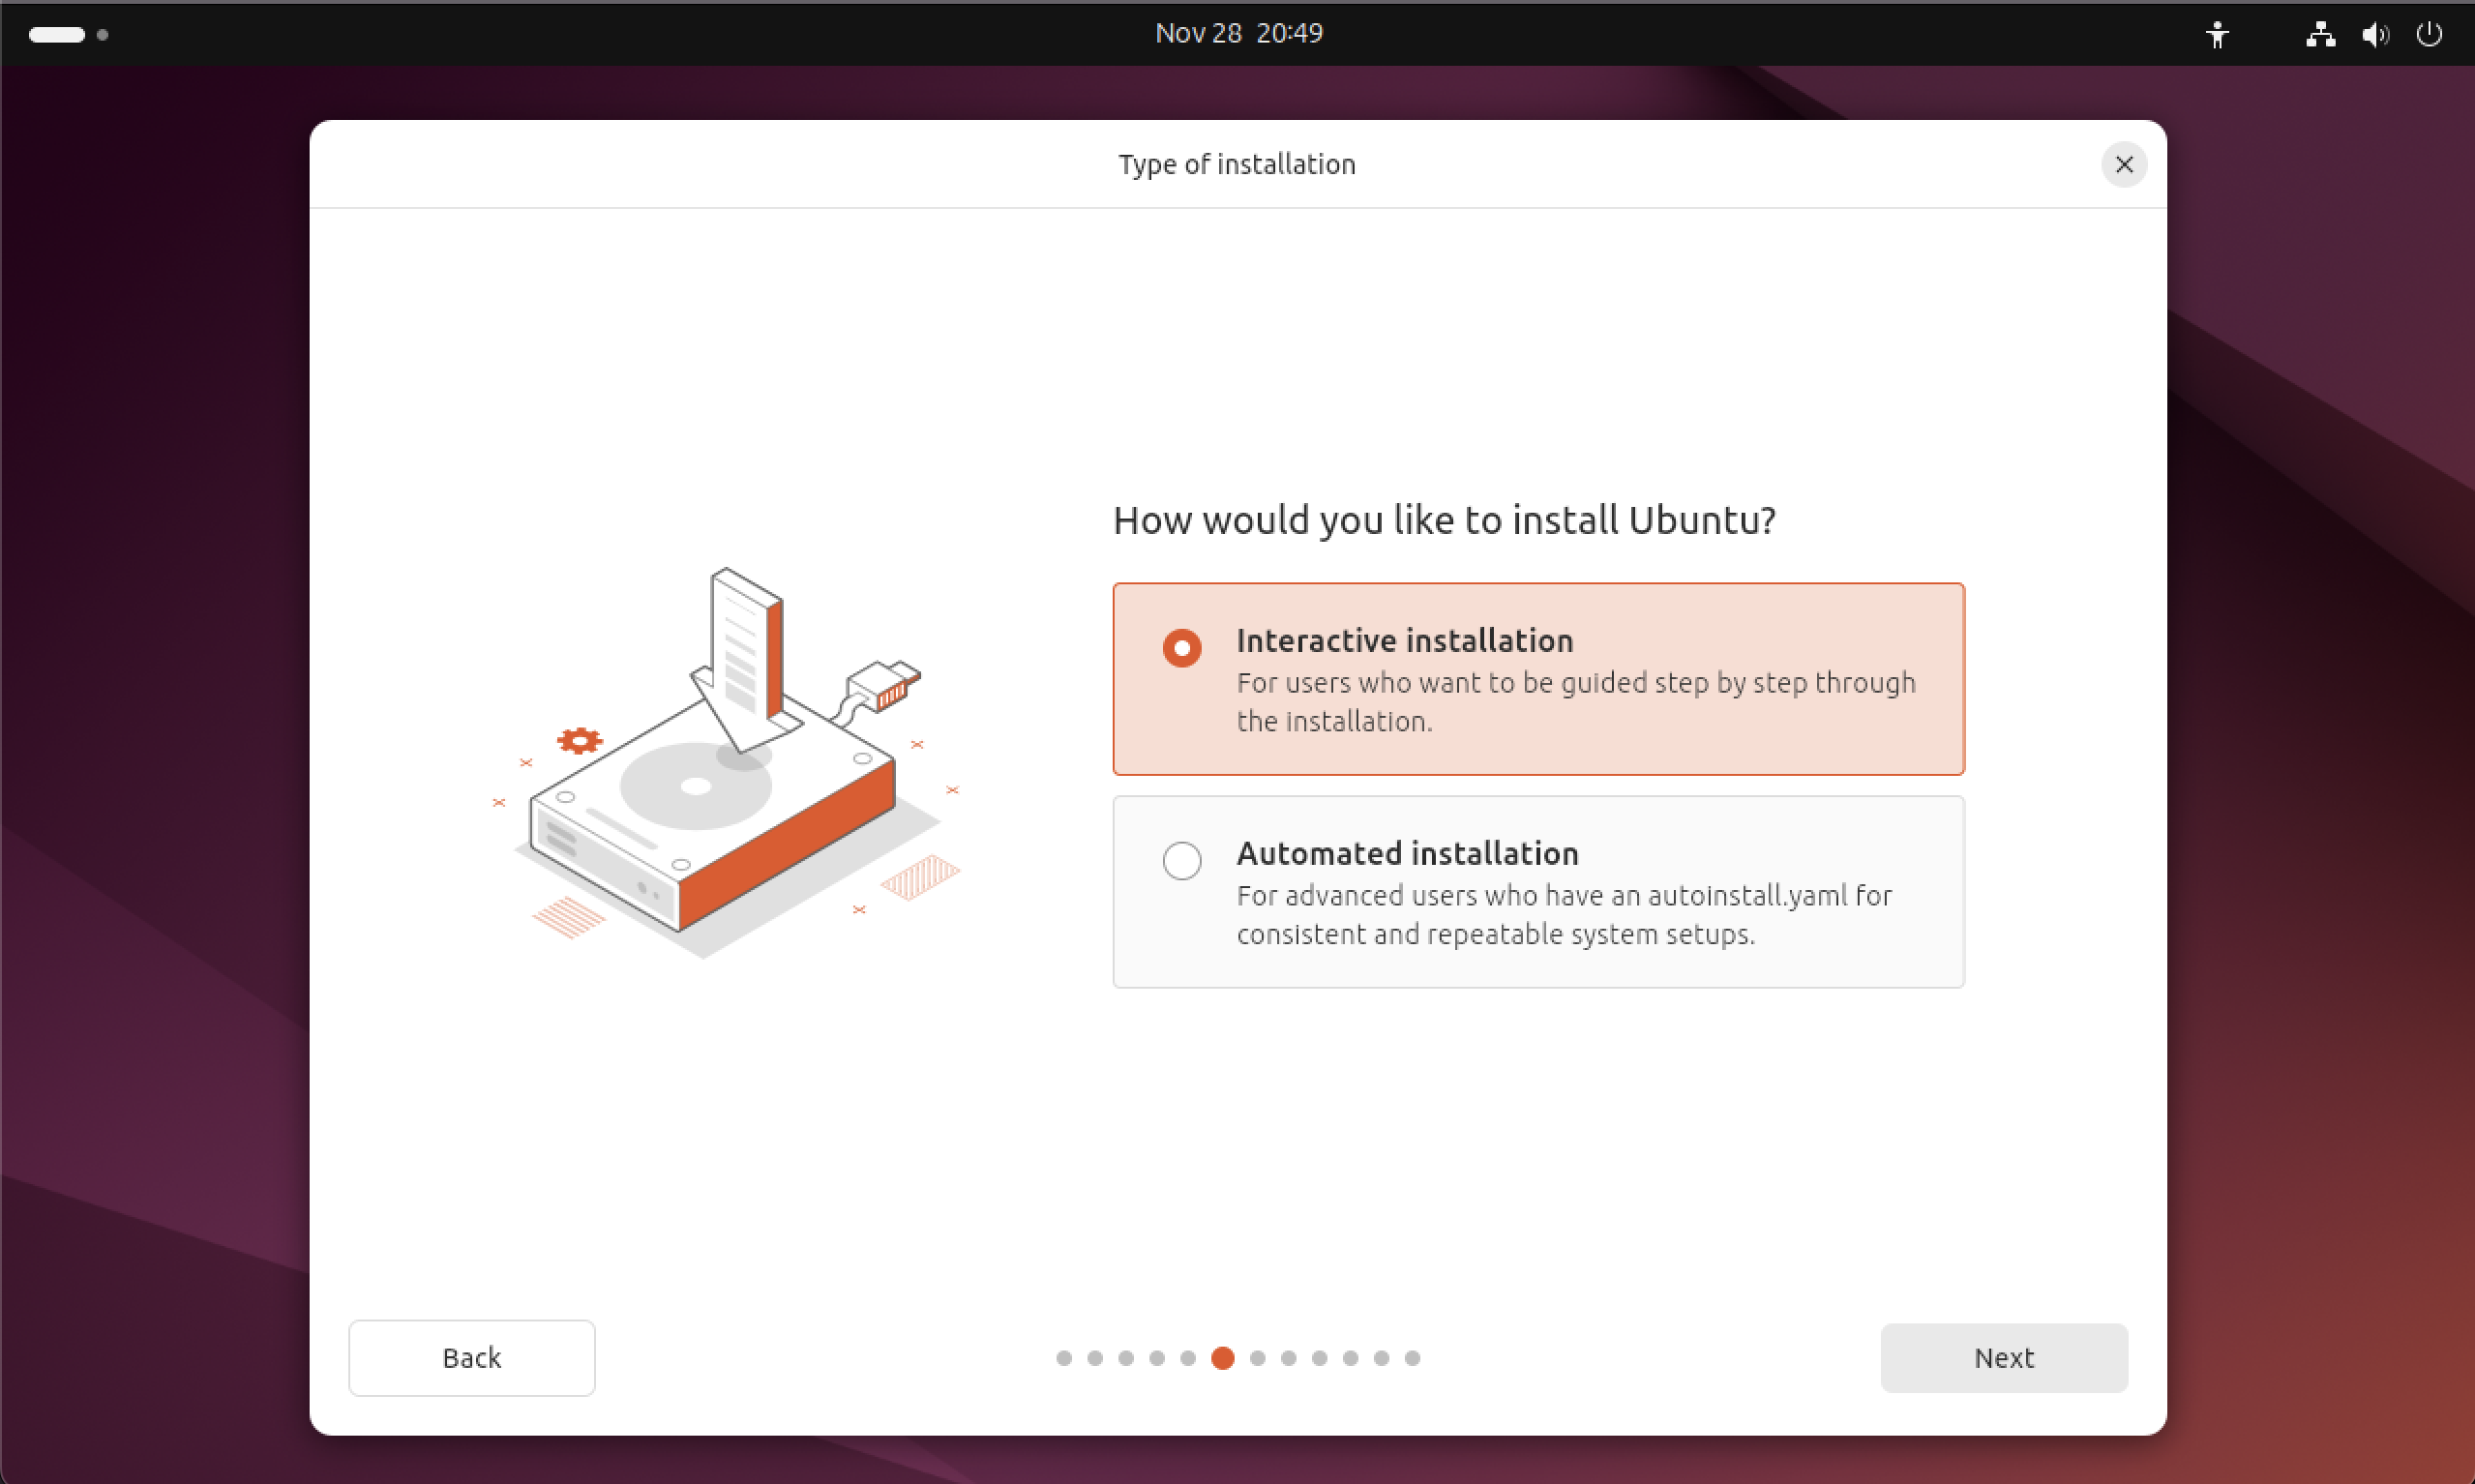 Nov 28 20:49
Type of installation
How would you like to install Ubuntu?
Interactive installation
For users who want to be guided step by step through
the installation.
Automated installation
For advanced users who have an autoinstall.yaml for
consistent and repeatable system setups.
Back
Next